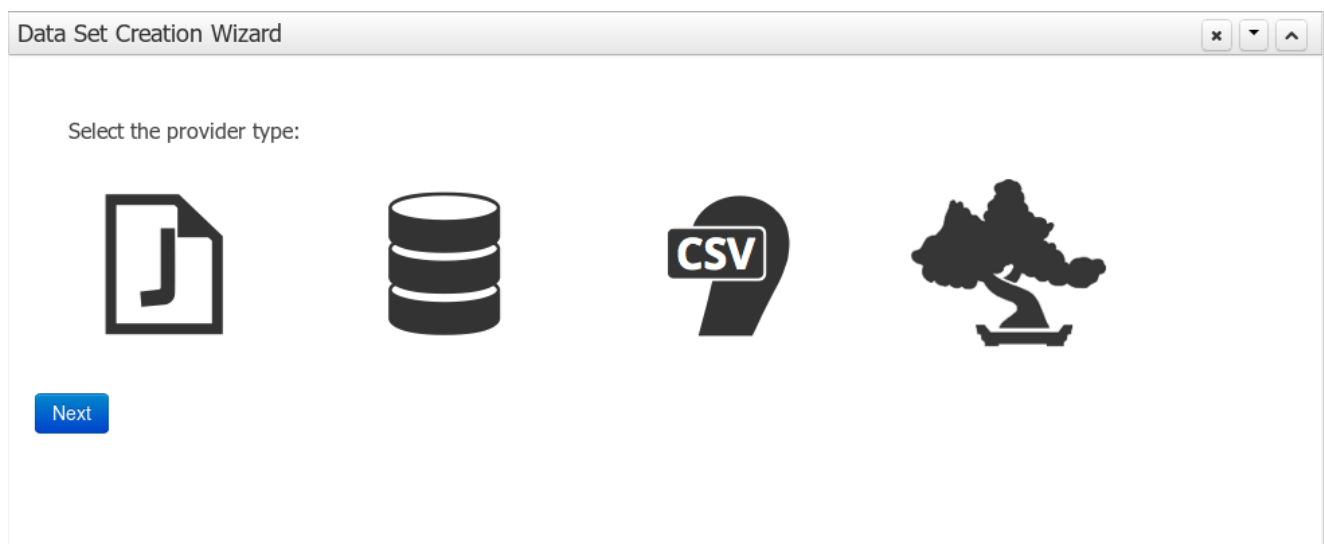 Data Set Creation Wizard
Select the provider type:
J
CSV
Next